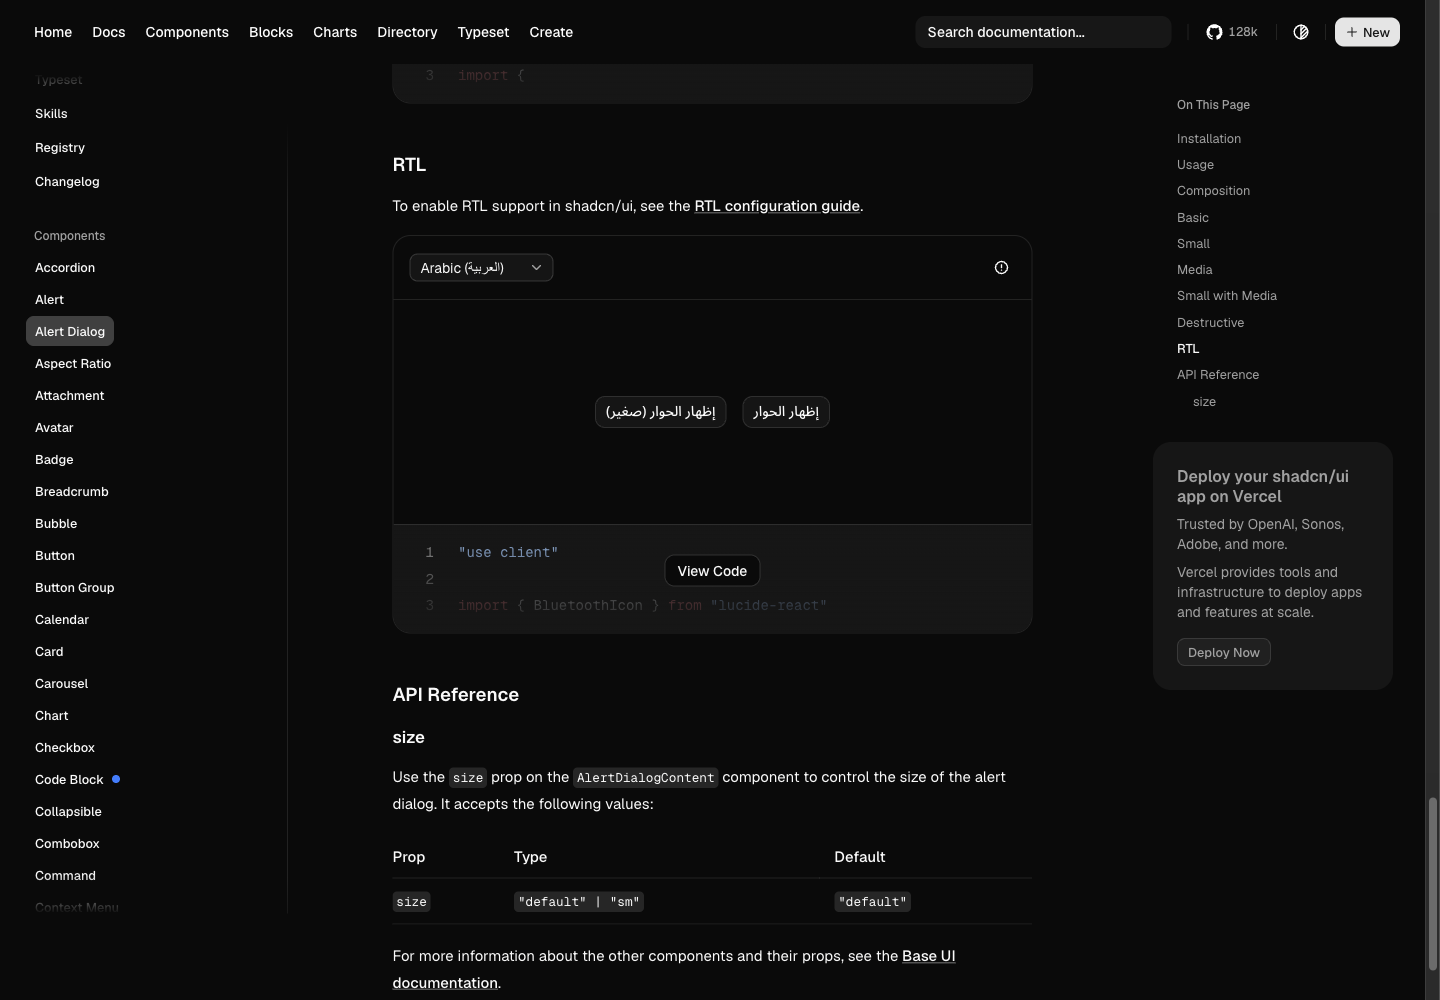 Home Docs Components Blocks Charts Directory Typeset Create
Search documentation...
128k
New
Typeset
Skills
Registry
Changelog
Components
Accordion
Alert
Alert Dialog
Aspect Ratio
Attachment
Avatar
Badge
Breadcrumb
Bubble
Button
Button Group
Calendar
Card
Carousel
Chart
Checkbox
Code Block
Collapsible
Combobox
Command
Context Menu
3 import {
RTL
To enable RTL support in shadcn/ui, see the RTL configuration guide.
Arabic (العربية)
إظهار الحوار
إظهار الحوار (صغير)
1 "use client"
2
3 import { BluetoothIcon } from "lucide-react"
View Code
API Reference
size
Use the size prop on the AlertDialogContent component to control the size of the alert
dialog. It accepts the following values:
Prop Type Default
size "default" | "sm" "default"
For more information about the other components and their props, see the Base UI
documentation.
On This Page
Installation
Usage
Composition
Basic
Small
Media
Small with Media
Destructive
RTL
API Reference
size
Deploy your shadcn/ui
app on Vercel
Trusted by OpenAI, Sonos,
Adobe, and more.
Vercel provides tools and
infrastructure to deploy apps
and features at scale.
Deploy Now